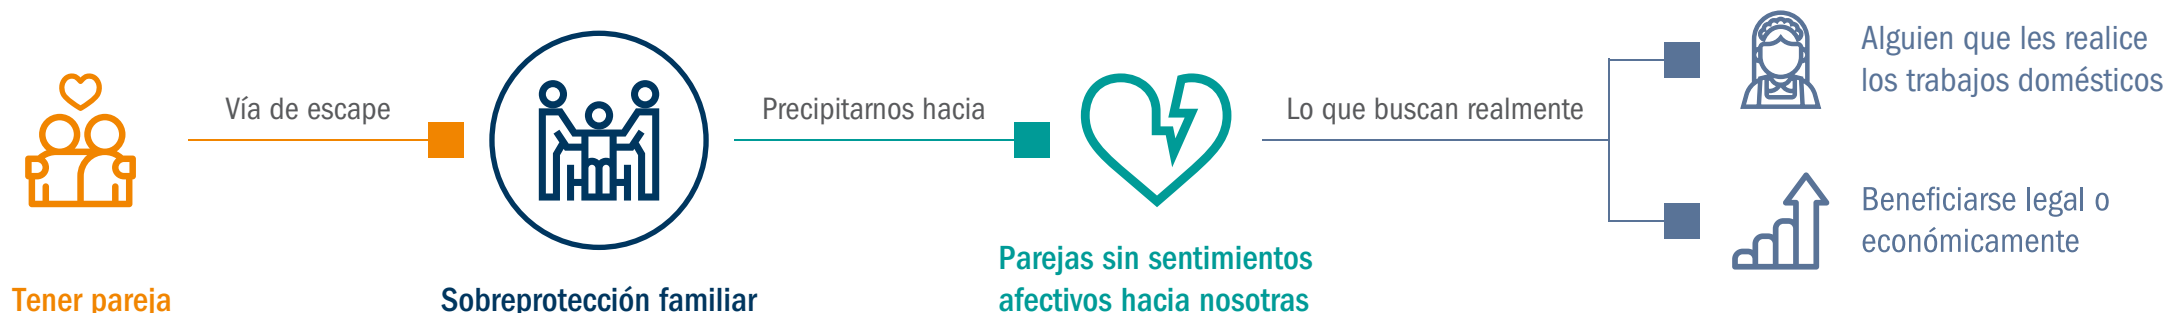 Tener pareja
Vía de escape
Sobreprotección familiar
Precipitarnos hacia
Parejas sin sentimientos
afectivos hacia nosotras
Lo que buscan realmente
Alguien que les realice
los trabajos domésticos
Beneficiarse legal o
económicamente